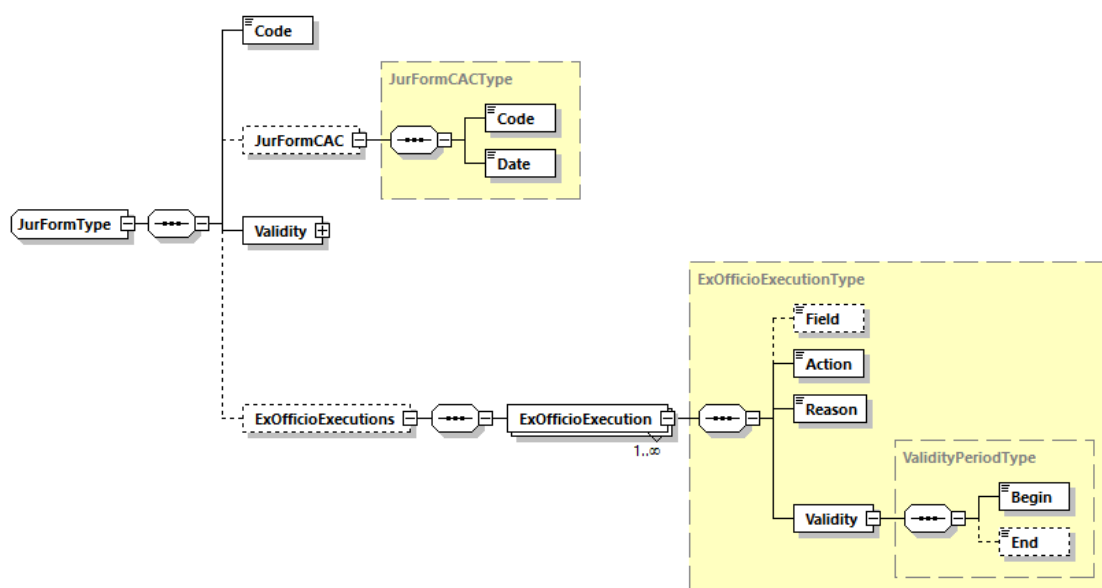 Code
JurFormCACType
Code
JurFormCAC
Date
JurFormType
Validity
ExOfficioExecutionType
Field
Action
Reason
ExOfficioExecutions
ExOfficioExecution
1..∞
ValidityPeriodType
Begin
Validity
End